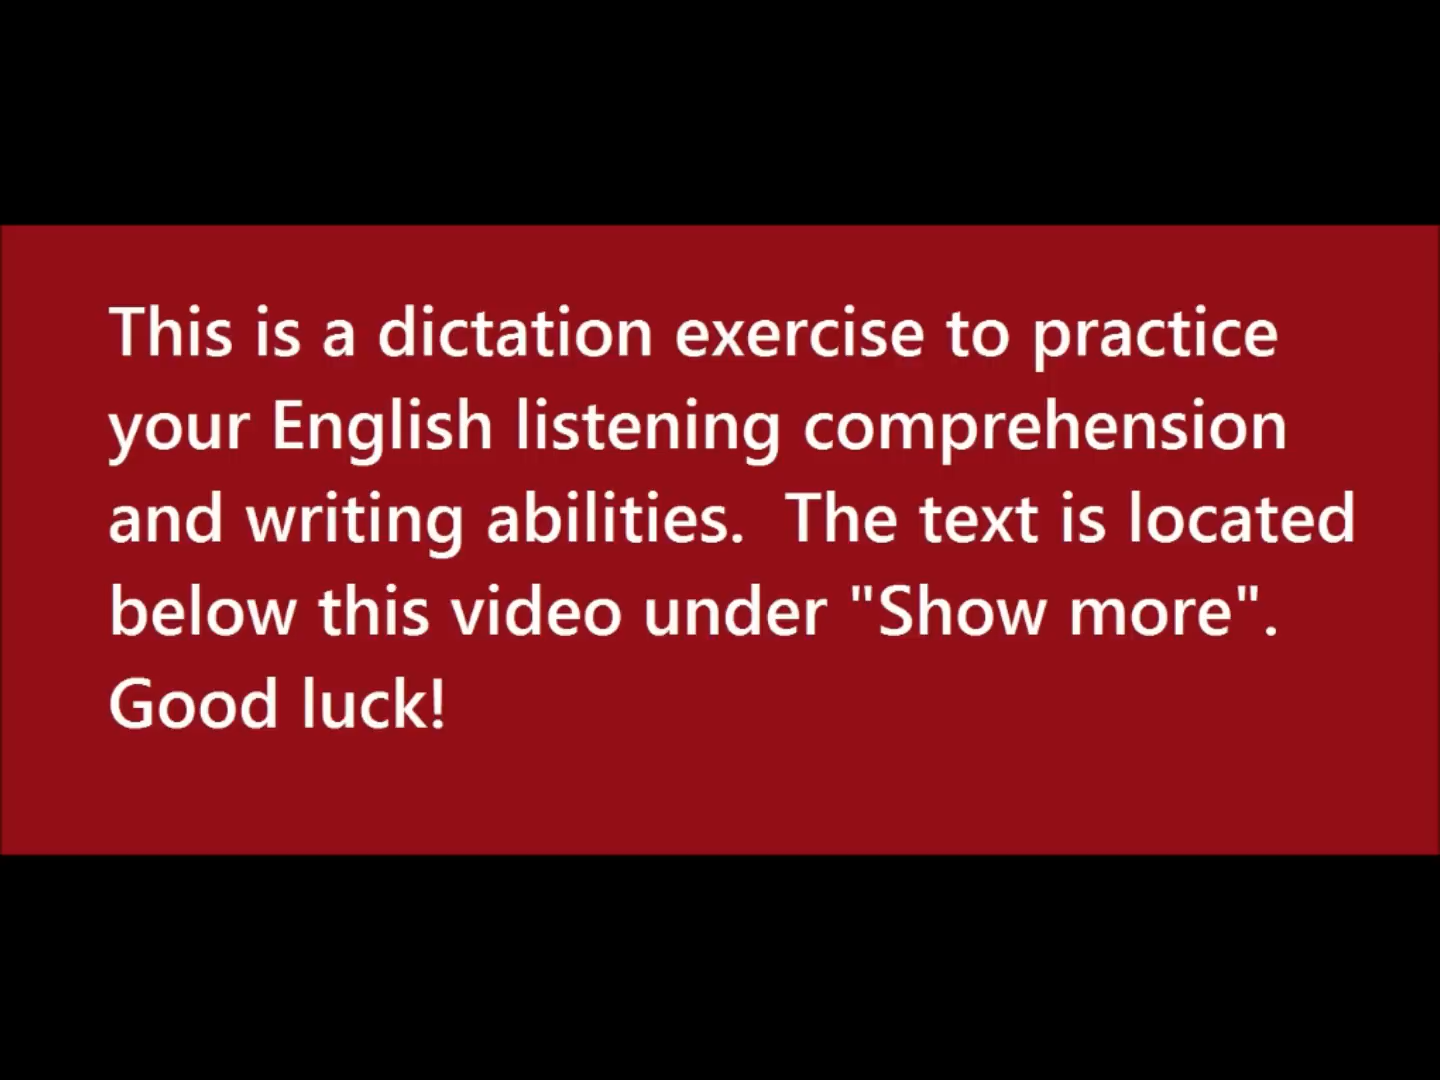 This is a dictation exercise to practice
your English listening comprehension
and writing abilities.  The text is located
below this video under "Show more".
Good luck!